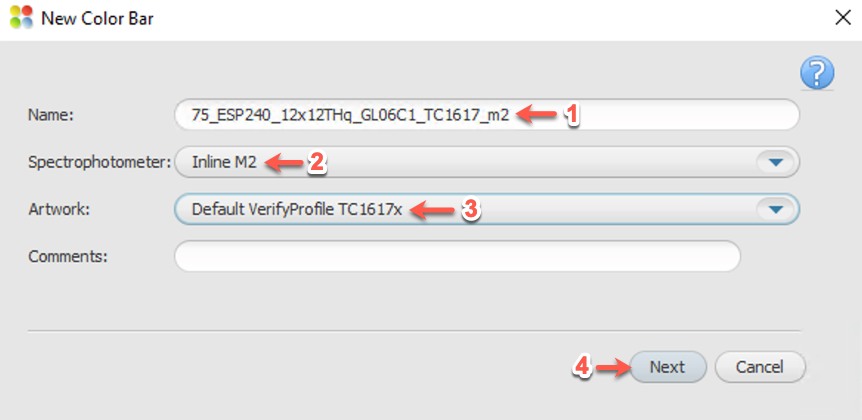 New Color Bar
?
Name: 75_ESP240_12x12THq_GL06C1_TC1617_m2 1
Spectrophotometer: Inline M2 2
Artwork: Default VerifyProfile TC1617x 3
Comments:
4 Next Cancel